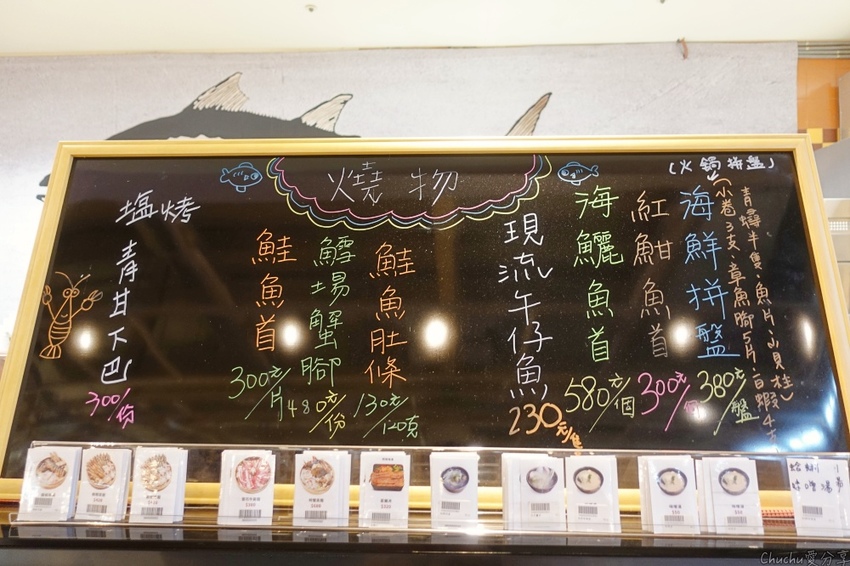 燒物
(火鍋拼盤)
青蟳半隻、魚片、山貝柱
小卷3支、章魚腳5片、白蝦4支)
海鮮拼盤
380元/盤
紅魽魚首
300元/個
海鱺魚首
580元/個
現流午仔魚
230元/隻
鮭魚肚條
130元/120克
鱈場蟹腳
480元/份
鮭魚首
300元/片
塩烤
青甘下巴
300/份
Chuchu愛分享